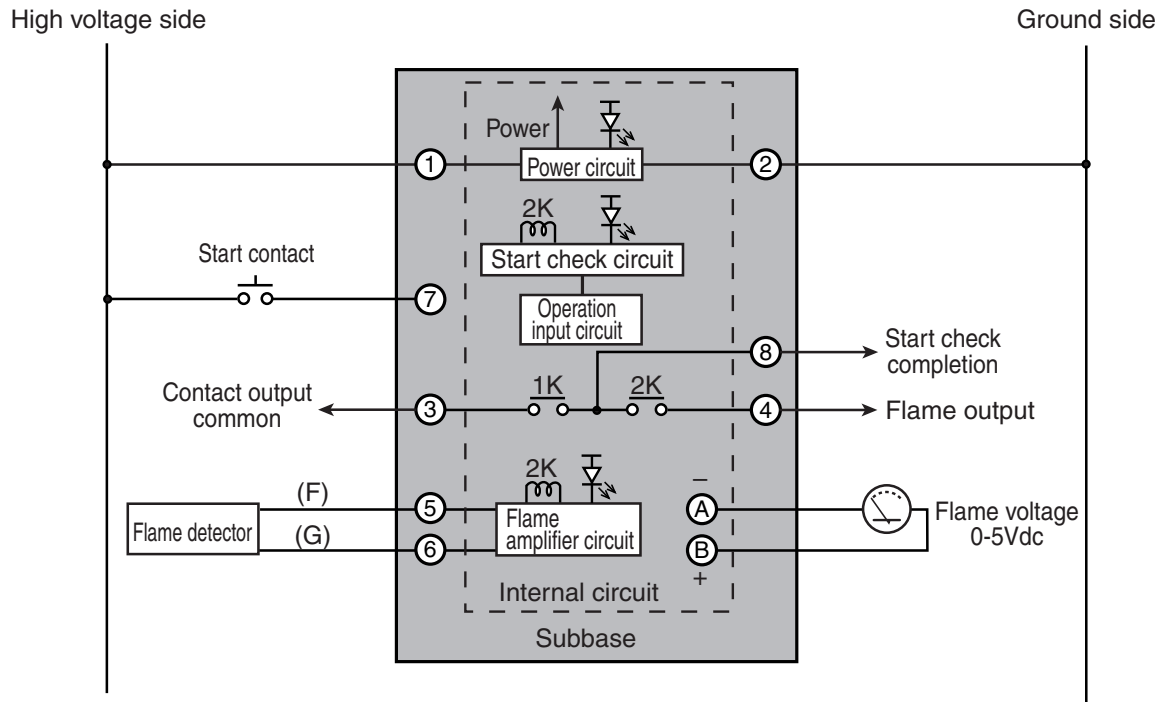 High voltage side
Ground side
Power
1
Power circuit
2
2K
Start contact
Start check circuit
7
Operation
input circuit
8
Start check
completion
Contact output
common
3
1K
2K
4
Flame output
2K
−
(F)
5
Flame
amplifier circuit
A
Flame voltage
0-5Vdc
Flame detector
(G)
6
B
+
Internal circuit
Subbase